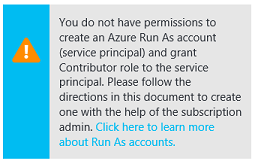 You do not have permissions to
create an Azure Run As account
(service principal) and grant
Contributor role to the service
principal. Please follow the
directions in this document to create
one with the help of the subscription
admin. Click here to learn more
about Run As accounts.